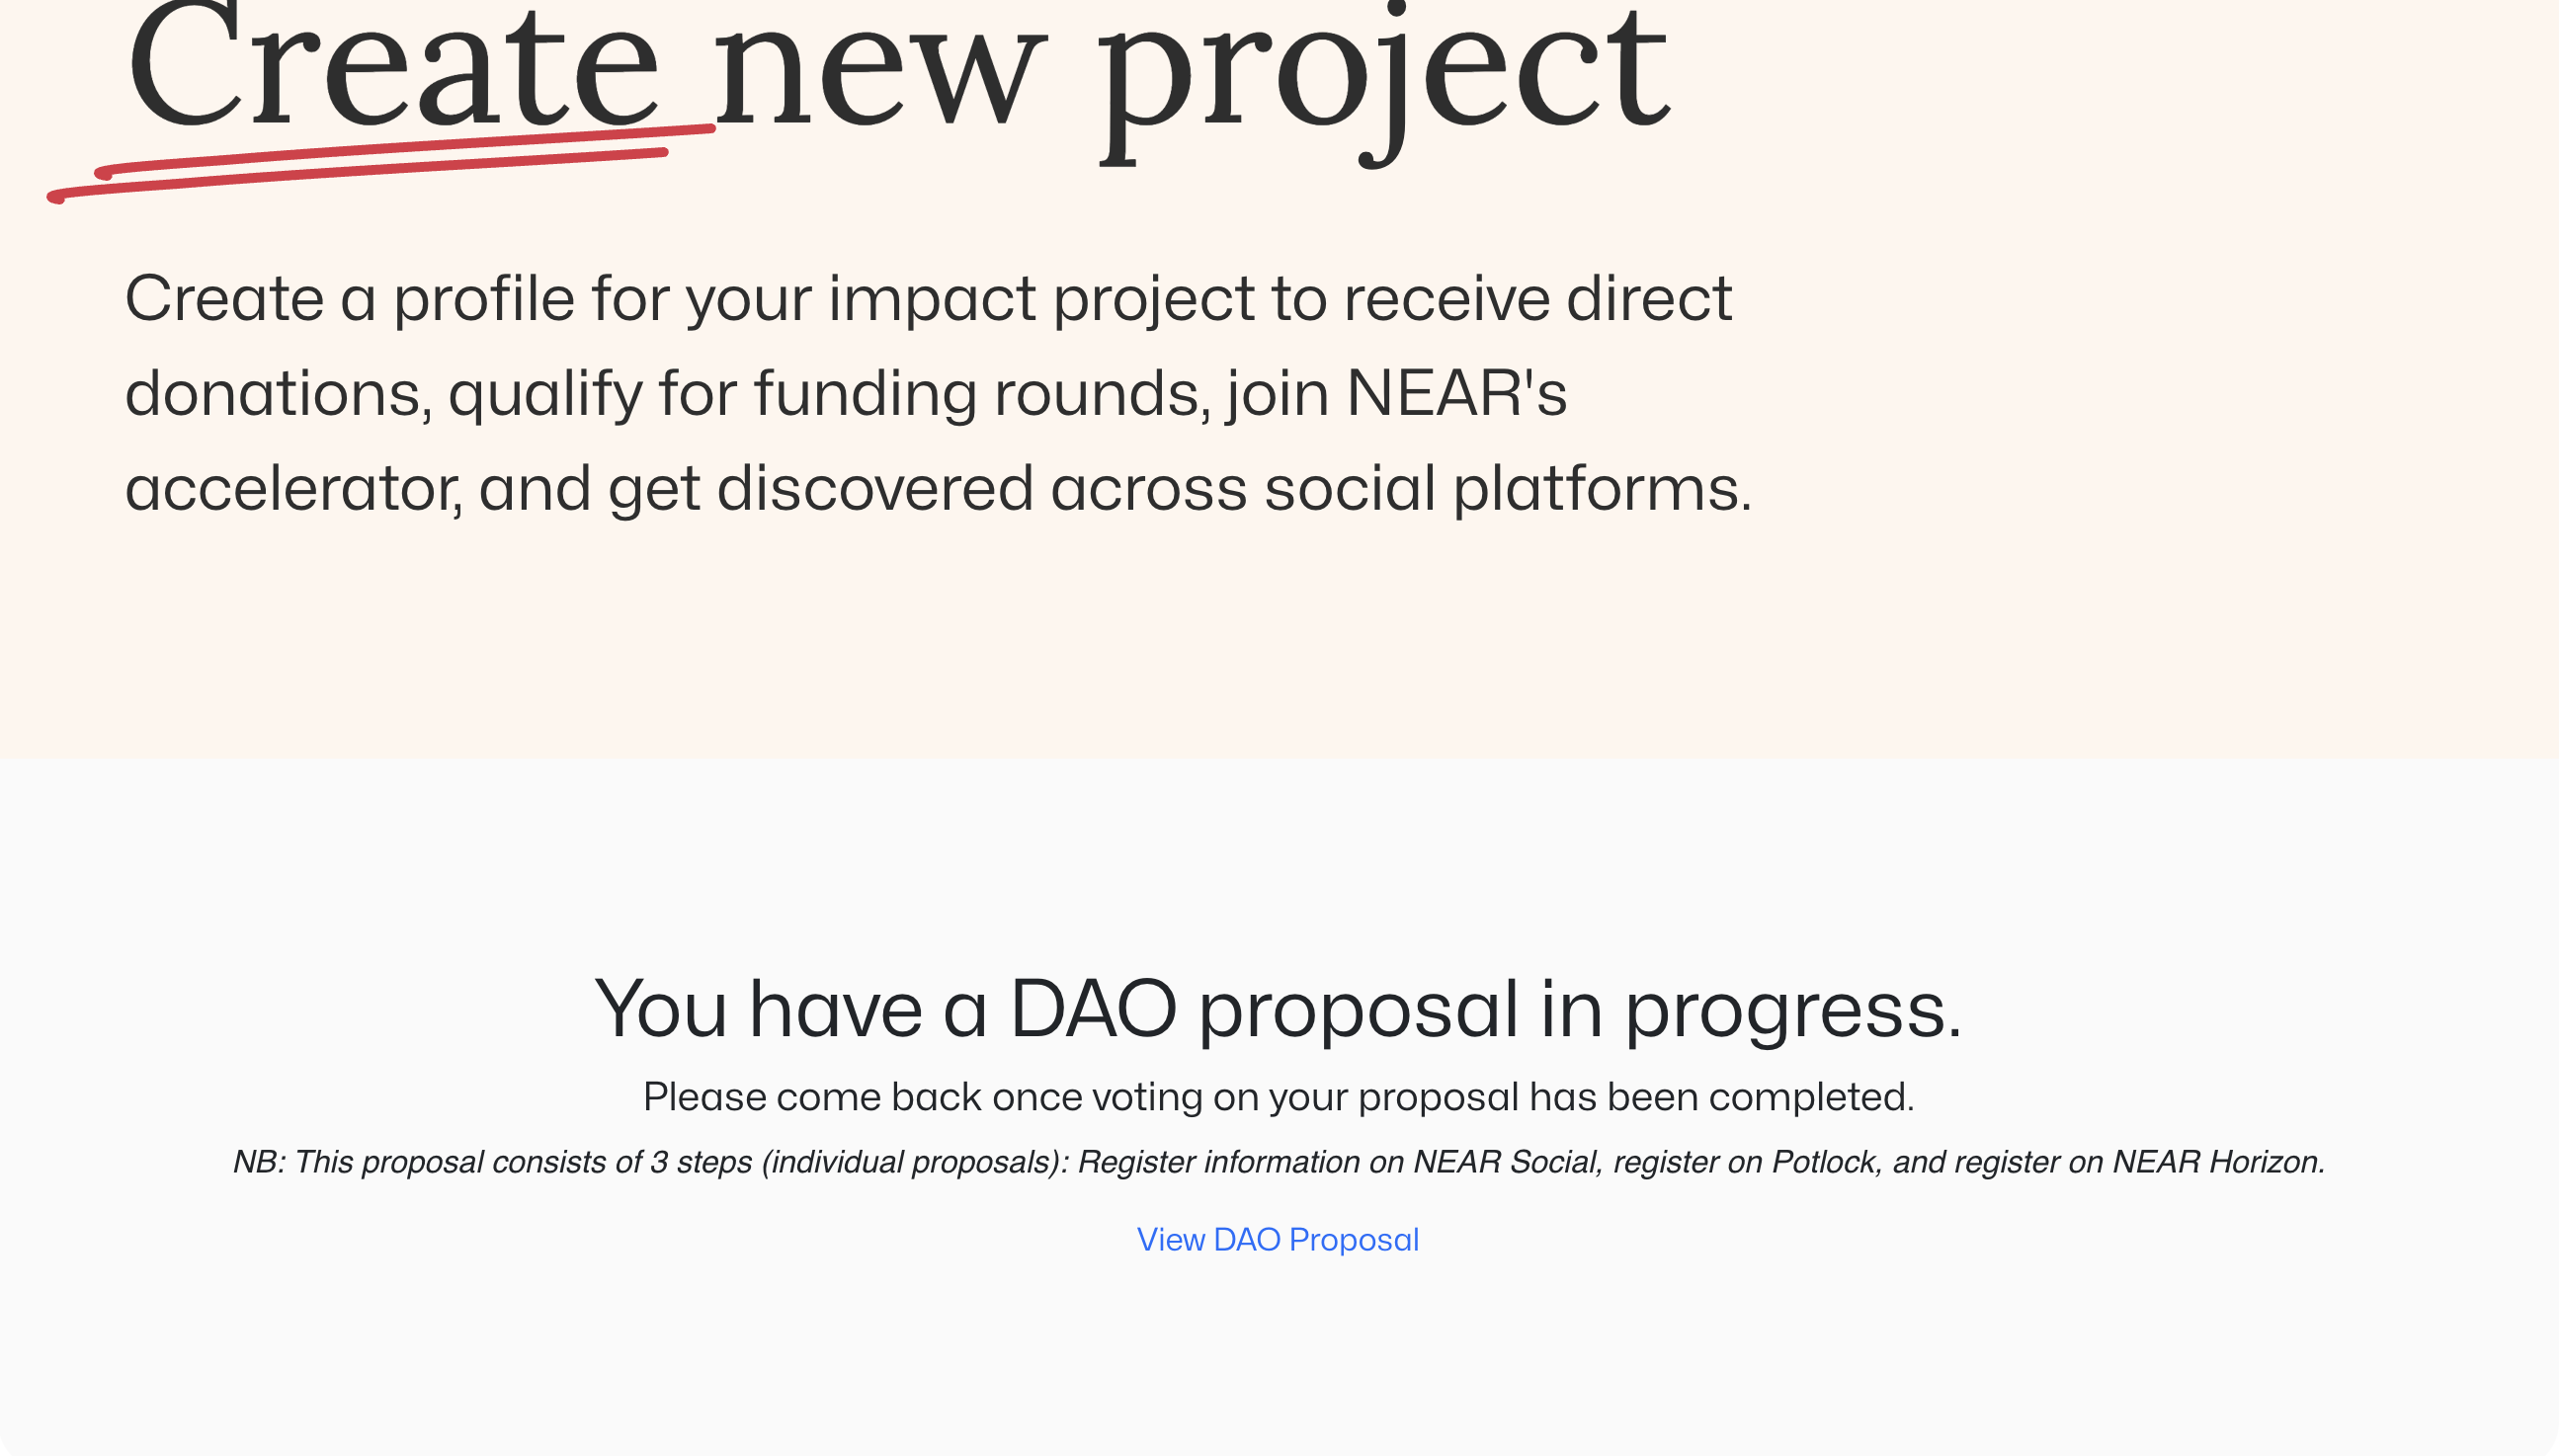 Create new project
Create a profile for your impact project to receive direct
donations, qualify for funding rounds, join NEAR's
accelerator, and get discovered across social platforms.
You have a DAO proposal in progress.
Please come back once voting on your proposal has been completed.
NB: This proposal consists of 3 steps (individual proposals): Register information on NEAR Social, register on Potlock, and register on NEAR Horizon.
View DAO Proposal